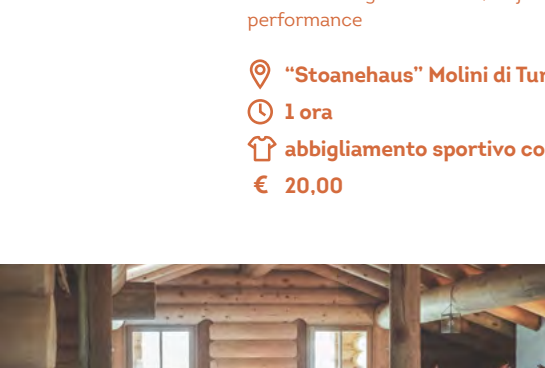 performance
“Stoanehaus” Molini di Tur
1 ora
abbigliamento sportivo co
€ 20,00